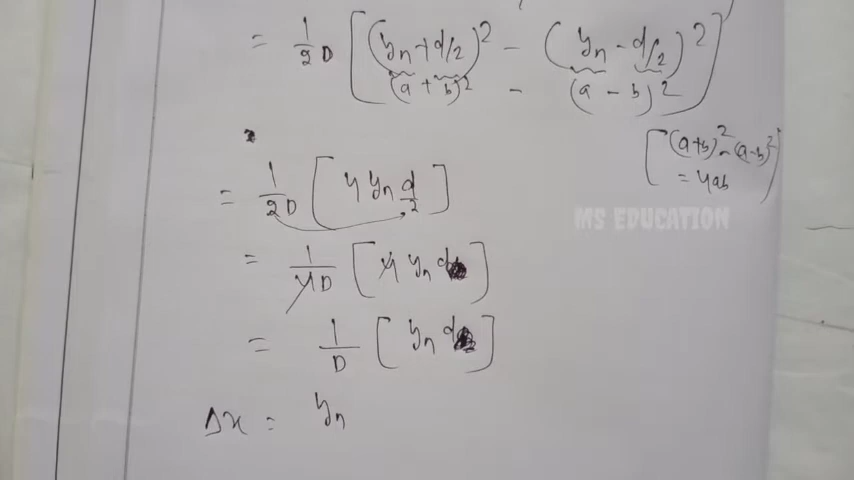 = 1/2D [(yn+d/2)² - (yn-d/2)²]
(a+b)² - (a-b)²
[(a+b)²-(a-b)²
= 4ab]
= 1/2D [4 yn d/2]
MS EDUCATION
= 1/4D [4 yn d]
= 1/D [yn d]
Δx = yn